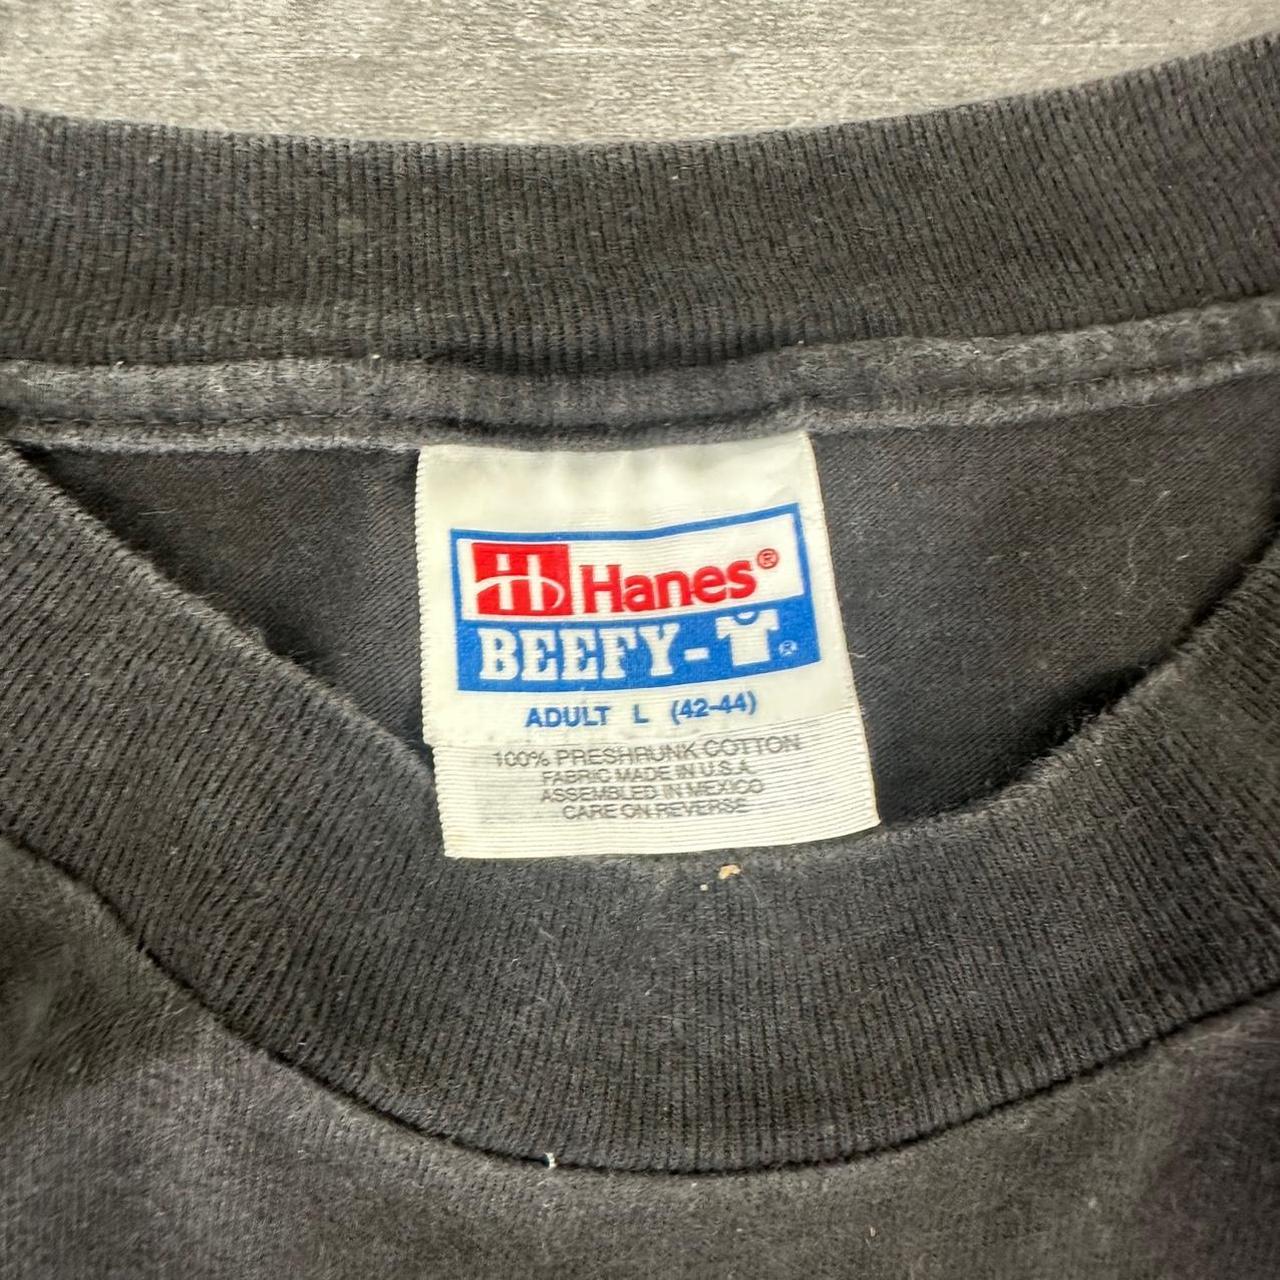 Hanes®
BEEFY-T®
ADULT L (42-44)
100% PRESHRUNK COTTON
FABRIC MADE IN U.S.A.
ASSEMBLED IN MEXICO
CARE ON REVERSE